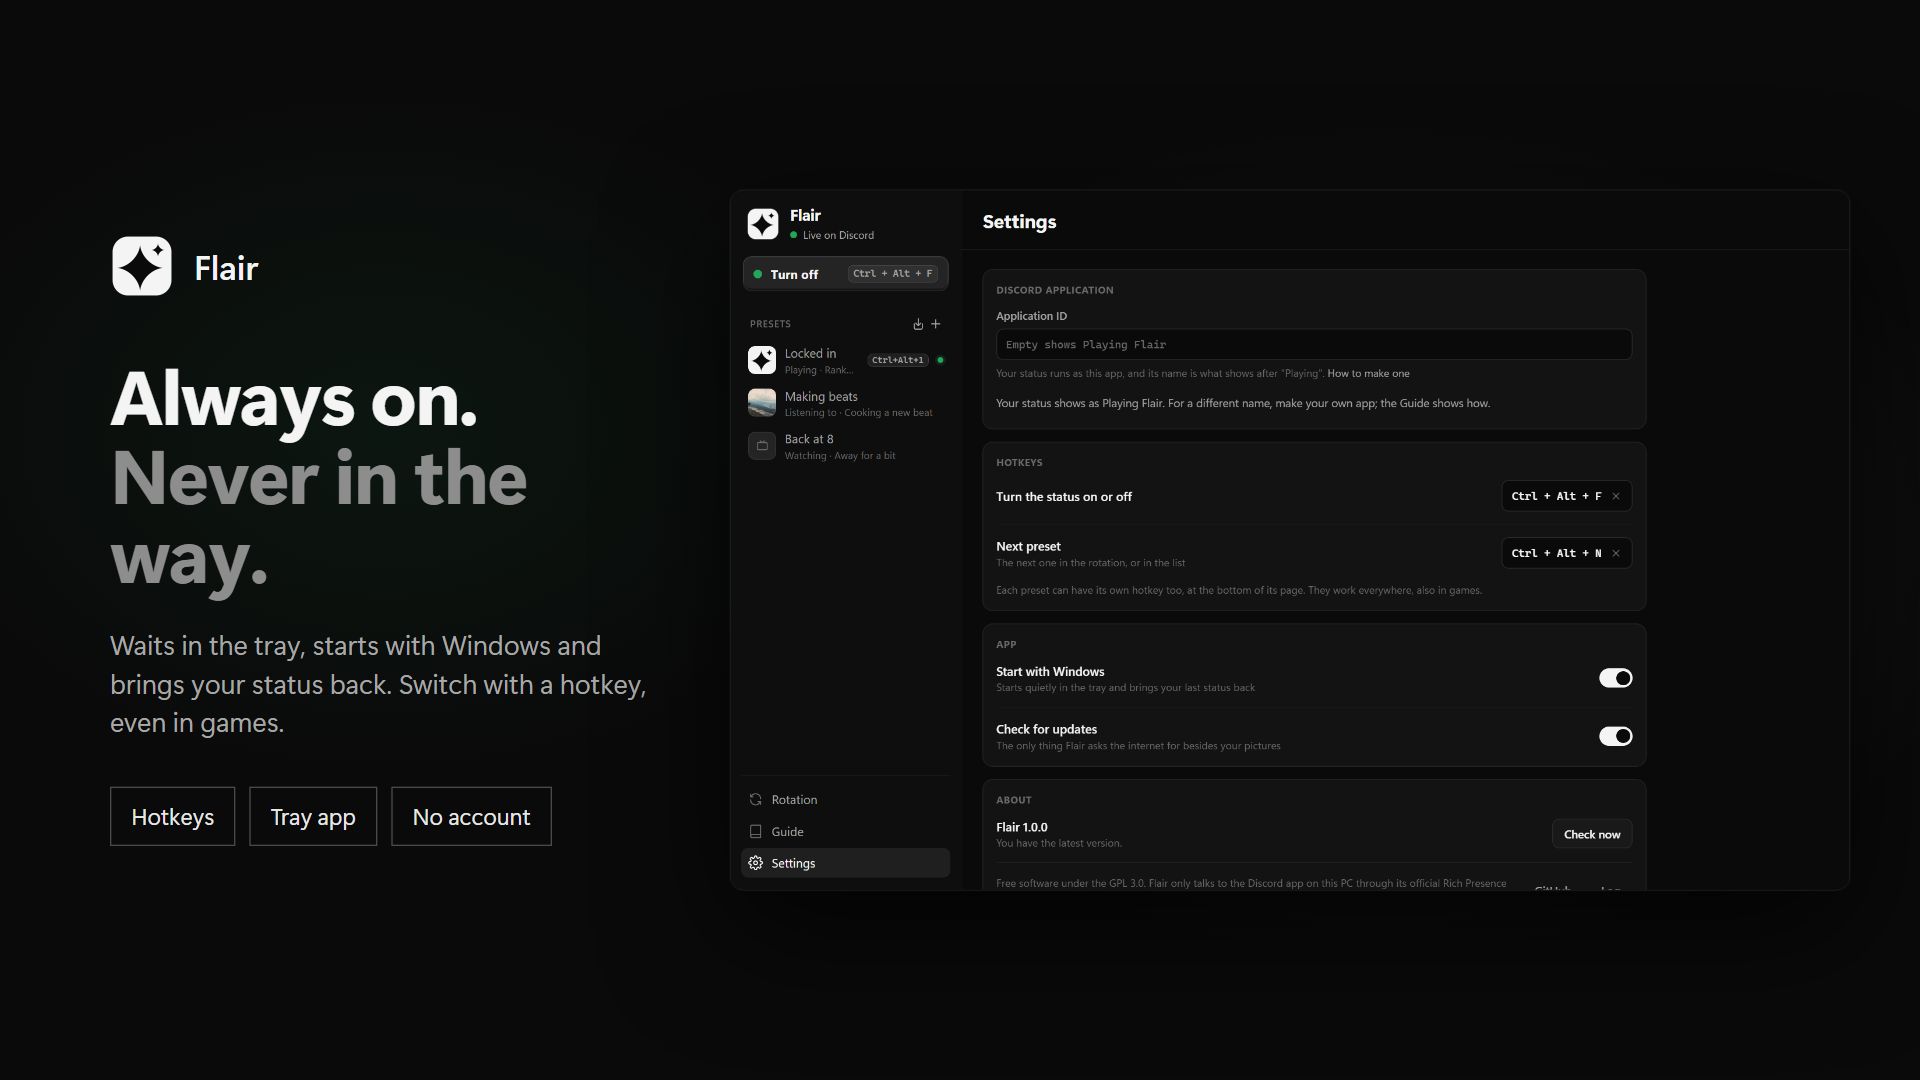 Flair
Always on.
Never in the
way.
Waits in the tray, starts with Windows and
brings your status back. Switch with a hotkey,
even in games.
Hotkeys
Tray app
No account
Flair
Live on Discord
Turn off
Ctrl + Alt + F
PRESETS
Locked in
Playing · Rank...
Ctrl+Alt+1
Making beats
Listening to · Cooking a new beat
Back at 8
Watching · Away for a bit
Rotation
Guide
Settings
Settings
DISCORD APPLICATION
Application ID
Empty shows Playing Flair
Your status runs as this app, and its name is what shows after "Playing". How to make one
Your status shows as Playing Flair. For a different name, make your own app; the Guide shows how.
HOTKEYS
Turn the status on or off
Ctrl + Alt + F
Next preset
The next one in the rotation, or in the list
Ctrl + Alt + N
Each preset can have its own hotkey too, at the bottom of its page. They work everywhere, also in games.
APP
Start with Windows
Starts quietly in the tray and brings your last status back
Check for updates
The only thing Flair asks the internet for besides your pictures
ABOUT
Flair 1.0.0
You have the latest version.
Check now
Free software under the GPL 3.0. Flair only talks to the Discord app on this PC through its official Rich Presence